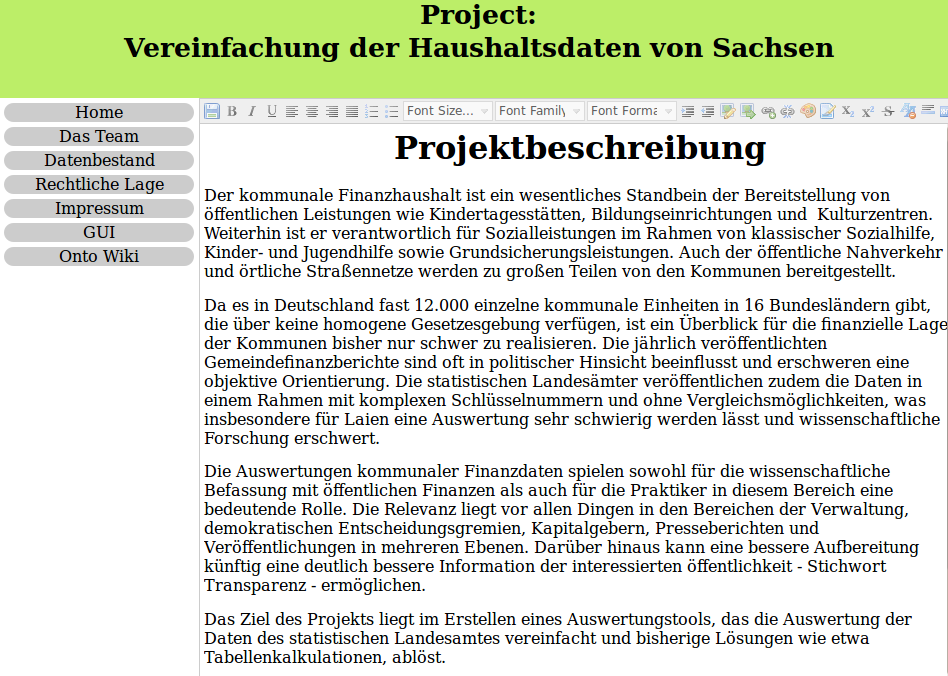 Project:
Vereinfachung der Haushaltsdaten von Sachsen
Home
Das Team
Datenbestand
Rechtliche Lage
Impressum
GUI
Onto Wiki
B I U Font Size... Font Family Font Forma X₂ X² S
Projektbeschreibung
Der kommunale Finanzhaushalt ist ein wesentliches Standbein der Bereitstellung von
öffentlichen Leistungen wie Kindertagesstätten, Bildungseinrichtungen und  Kulturzentren.
Weiterhin ist er verantwortlich für Sozialleistungen im Rahmen von klassischer Sozialhilfe,
Kinder- und Jugendhilfe sowie Grundsicherungsleistungen. Auch der öffentliche Nahverkehr
und örtliche Straßennetze werden zu großen Teilen von den Kommunen bereitgestellt.
Da es in Deutschland fast 12.000 einzelne kommunale Einheiten in 16 Bundesländern gibt,
die über keine homogene Gesetzesgebung verfügen, ist ein Überblick für die finanzielle Lage
der Kommunen bisher nur schwer zu realisieren. Die jährlich veröffentlichten
Gemeindefinanzberichte sind oft in politischer Hinsicht beeinflusst und erschweren eine
objektive Orientierung. Die statistischen Landesämter veröffentlichen zudem die Daten in
einem Rahmen mit komplexen Schlüsselnummern und ohne Vergleichsmöglichkeiten, was
insbesondere für Laien eine Auswertung sehr schwierig werden lässt und wissenschaftliche
Forschung erschwert.
Die Auswertungen kommunaler Finanzdaten spielen sowohl für die wissenschaftliche
Befassung mit öffentlichen Finanzen als auch für die Praktiker in diesem Bereich eine
bedeutende Rolle. Die Relevanz liegt vor allen Dingen in den Bereichen der Verwaltung,
demokratischen Entscheidungsgremien, Kapitalgebern, Presseberichten und
Veröffentlichungen in mehreren Ebenen. Darüber hinaus kann eine bessere Aufbereitung
künftig eine deutlich bessere Information der interessierten öffentlichkeit - Stichwort
Transparenz - ermöglichen.
Das Ziel des Projekts liegt im Erstellen eines Auswertungstools, das die Auswertung der
Daten des statistischen Landesamtes vereinfacht und bisherige Lösungen wie etwa
Tabellenkalkulationen, ablöst.